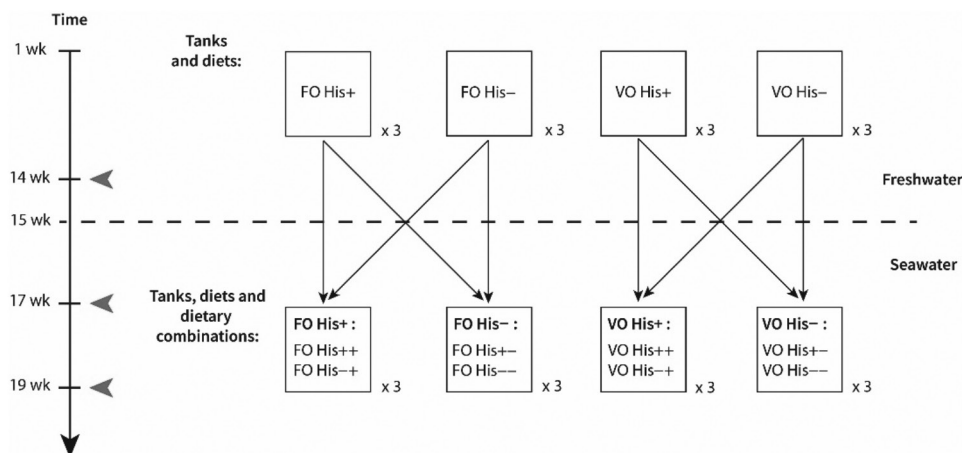 Time
1 wk
14 wk
15 wk
17 wk
19 wk
Tanks
and diets:
FO His+
x 3
FO His−
x 3
VO His+
x 3
VO His−
x 3
Freshwater
Seawater
Tanks, diets and
dietary
combinations:
FO His+ :
FO His++
FO His−+
x 3
FO His− :
FO His+−
FO His−−
x 3
VO His+ :
VO His++
VO His−+
x 3
VO His− :
VO His+−
VO His−−
x 3